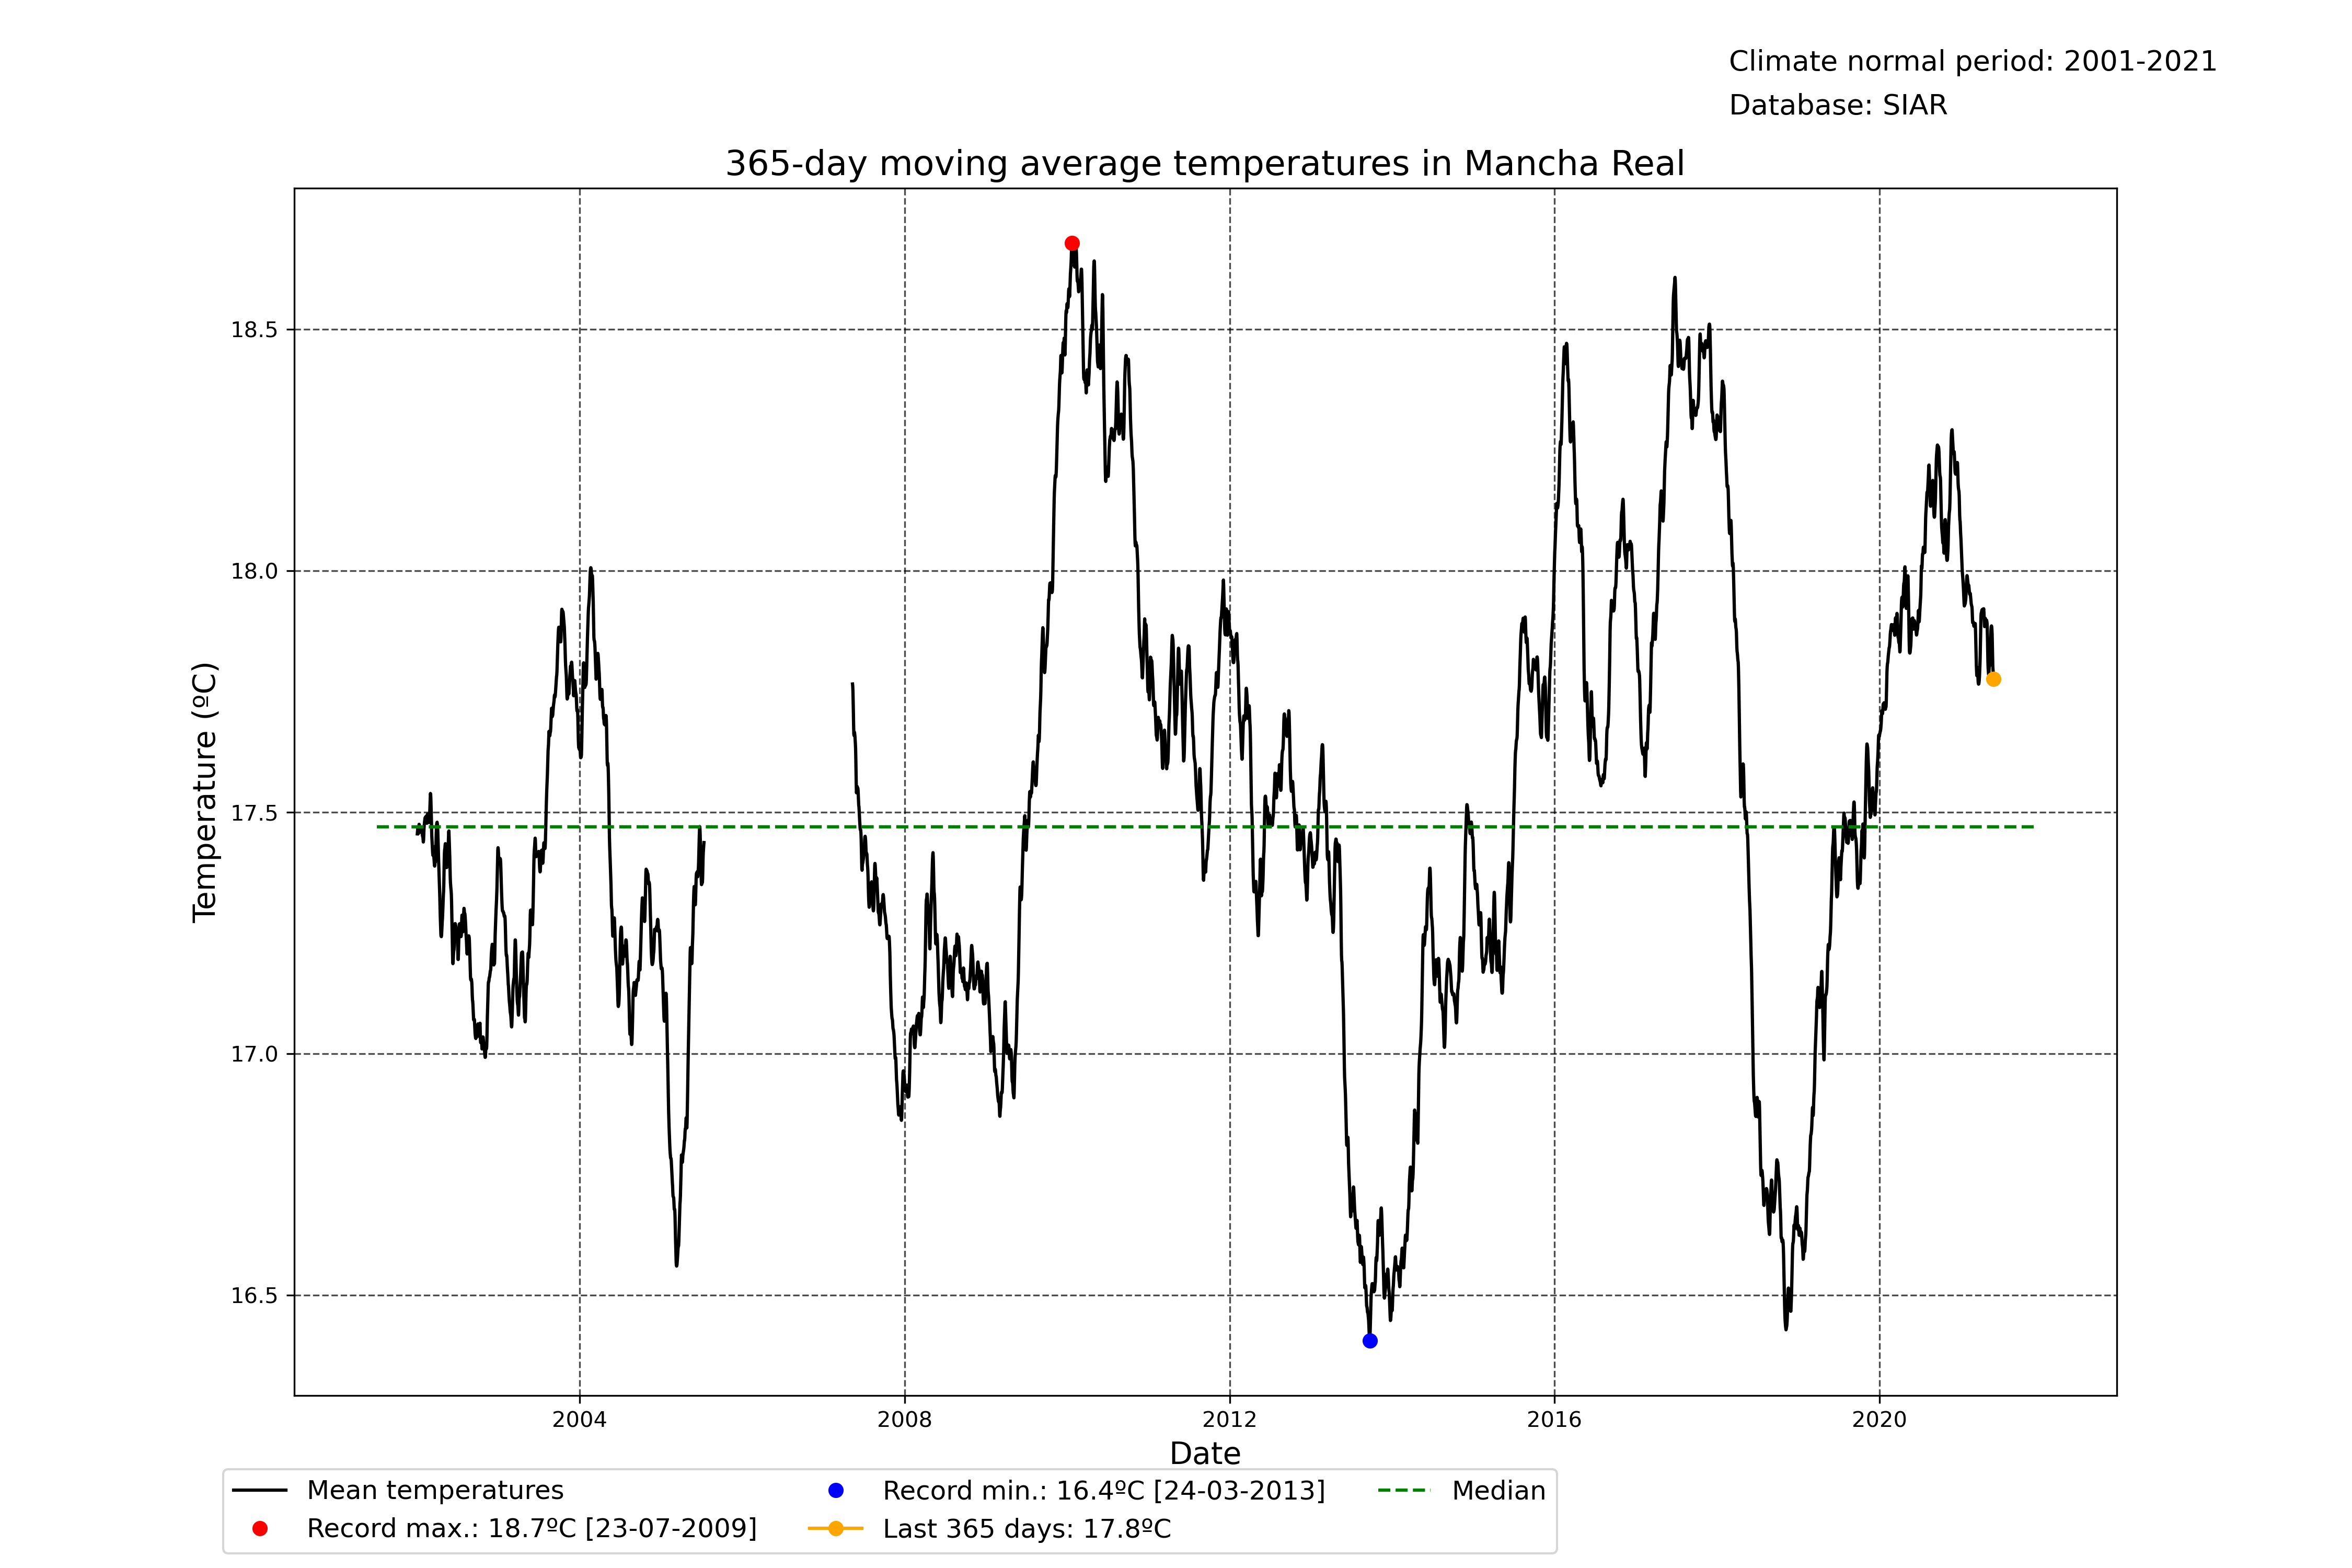 Climate normal period: 2001-2021
Database: SIAR
365-day moving average temperatures in Mancha Real
Temperature (ºC)
18.5
18.0
17.5
17.0
16.5
2004
2008
2012
2016
2020
Date
Mean temperatures
Record max.: 18.7ºC [23-07-2009]
Record min.: 16.4ºC [24-03-2013]
Last 365 days: 17.8ºC
Median